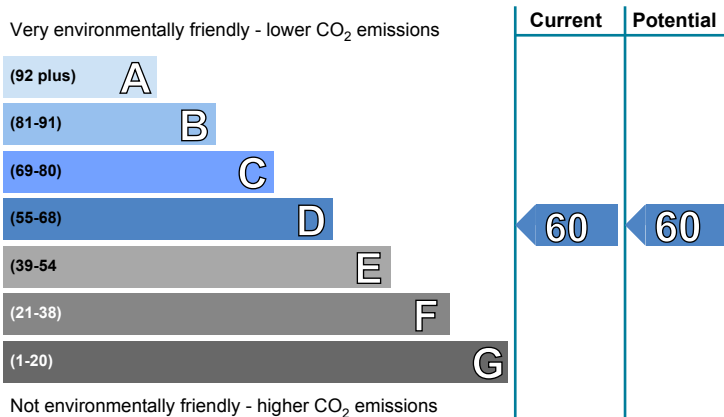 Current Potential
Very environmentally friendly - lower CO2 emissions
(92 plus) A
(81-91) B
(69-80) C
(55-68) D 60 60
(39-54 E
(21-38) F
(1-20) G
Not environmentally friendly - higher CO2 emissions